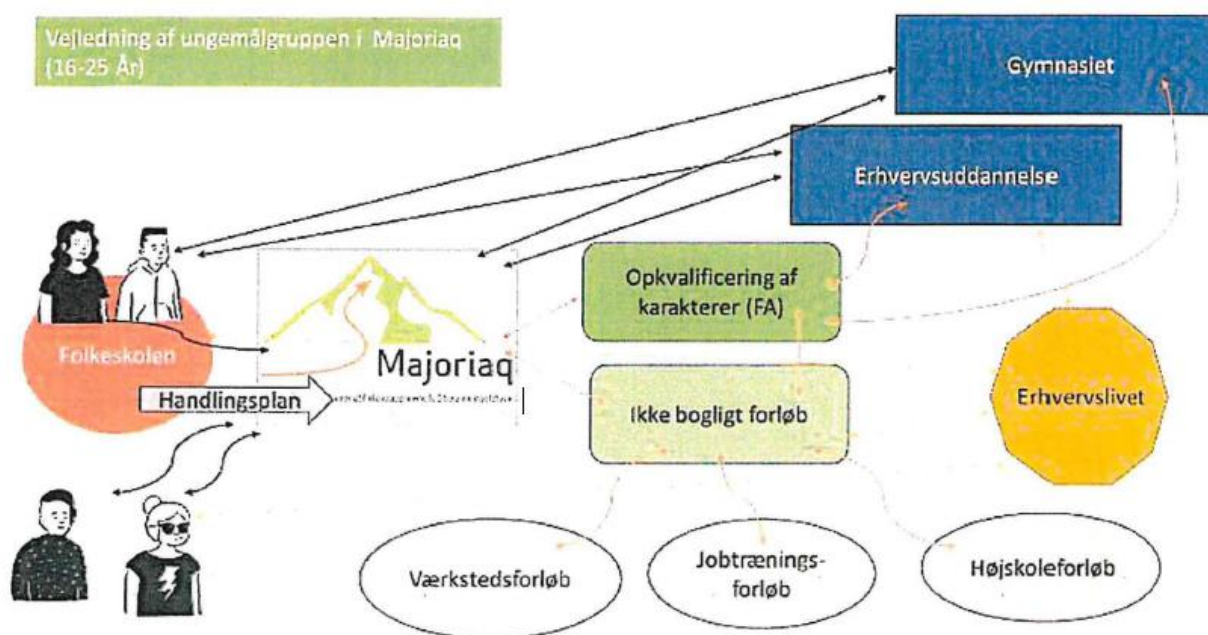 Vejledning af ungemålgruppen i Majoriaq
(16-25 År)
Gymnasiet
Erhvervsuddannelse
Opkvalificering af
karakterer (FA)
Folkeskolen
Majoriaq
Handlingsplan
Ikke bogligt forløb
Erhvervslivet
Værkstedsforløb
Jobtrænings-
forløb
Højskoleforløb